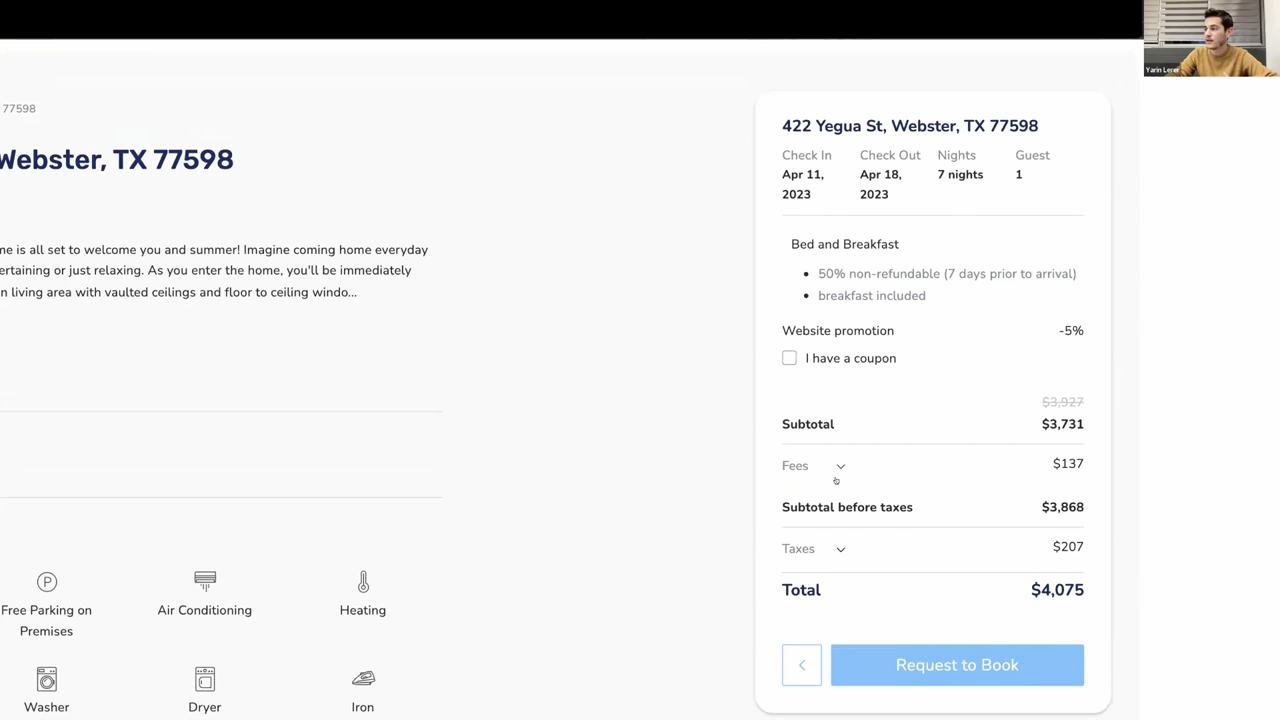 77598
Webster, TX 77598
me is all set to welcome you and summer! Imagine coming home everyday
ertaining or just relaxing. As you enter the home, you'll be immediately
n living area with vaulted ceilings and floor to ceiling windo...
P
Free Parking on
Premises
Air Conditioning
Heating
Washer
Dryer
Iron
422 Yegua St, Webster, TX 77598
Check In
Apr 11,
2023
Check Out
Apr 18,
2023
Nights
7 nights
Guest
1
Bed and Breakfast
• 50% non-refundable (7 days prior to arrival)
• breakfast included
Website promotion -5%
I have a coupon
$3,927
Subtotal $3,731
Fees $137
Subtotal before taxes $3,868
Taxes $207
Total $4,075
Request to Book
Yarin Lerer